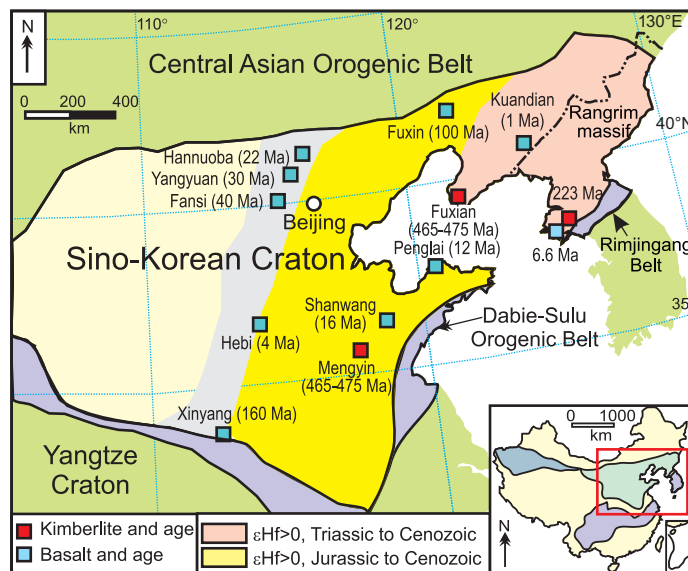 110°
120°
130°E
N
Central Asian Orogenic Belt
0 200 400
km
Kuandian
(1 Ma)
Rangrim
massif
40°N
Fuxin (100 Ma)
Hannuoba (22 Ma)
Yangyuan (30 Ma)
Fansi (40 Ma)
Beijing
Fuxian
(465-475 Ma)
223 Ma
Penglai (12 Ma)
6.6 Ma
Rimjingang
Belt
Sino-Korean Craton
35
Shanwang
(16 Ma)
Dabie-Sulu
Orogenic Belt
Hebi (4 Ma)
Mengyin
(465-475 Ma)
Xinyang (160 Ma)
Yangtze
Craton
0 1000
km
N
Kimberlite and age
Basalt and age
εHf>0, Triassic to Cenozoic
εHf>0, Jurassic to Cenozoic